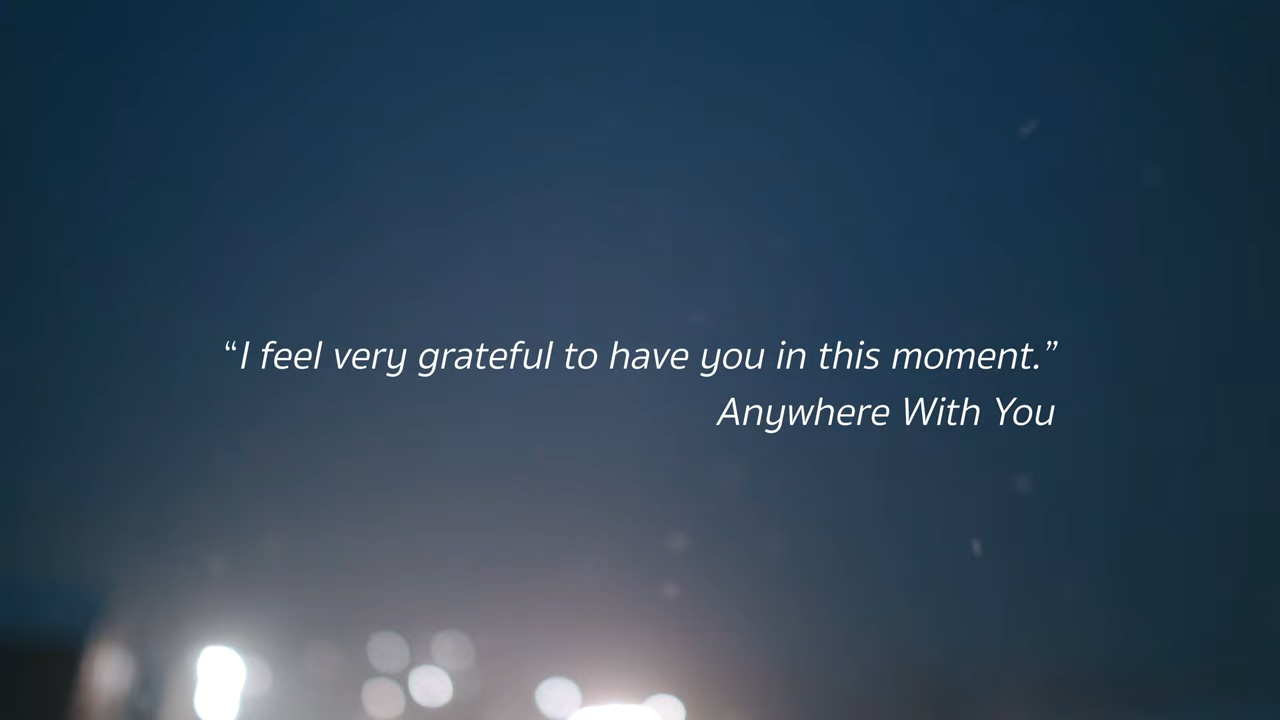 “I feel very grateful to have you in this moment.”
Anywhere With You